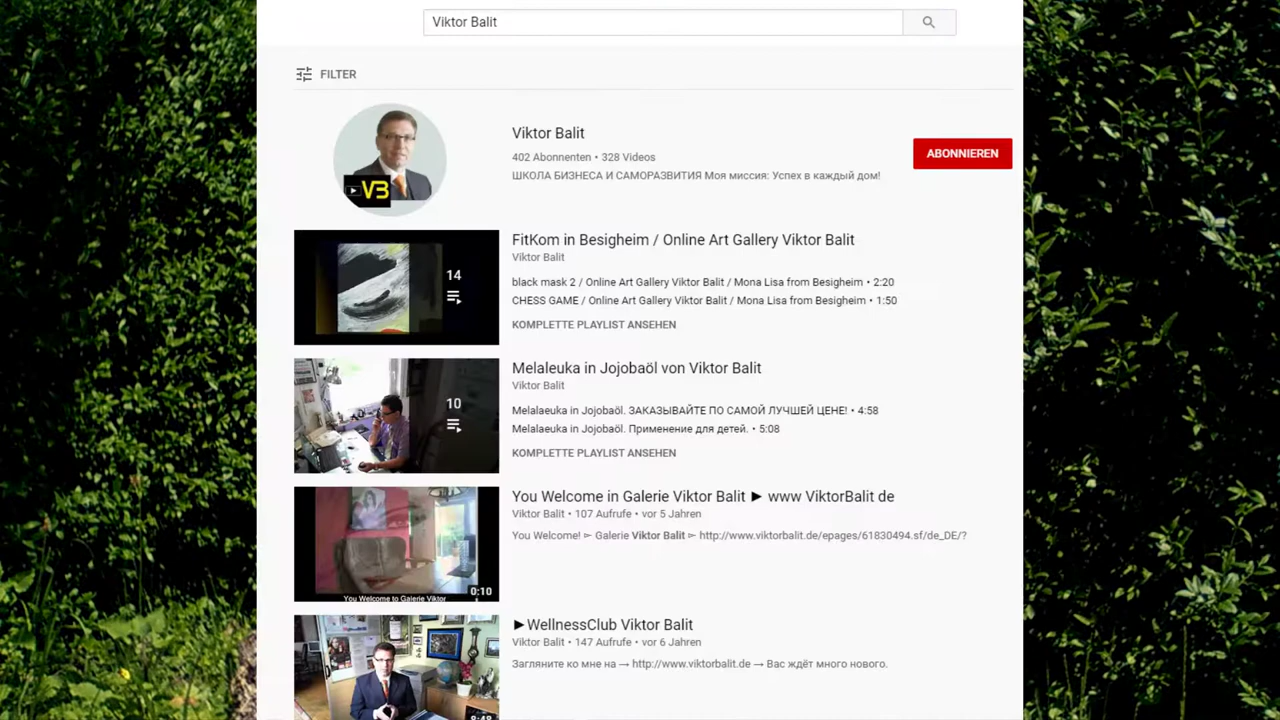 Viktor Balit
FILTER
Viktor Balit
402 Abonnenten • 328 Videos
ШКОЛА БИЗНЕСА И САМОРАЗВИТИЯ Моя миссия: Успех в каждый дом!
ABONNIEREN
VB
FitKom in Besigheim / Online Art Gallery Viktor Balit
Viktor Balit
14
black mask 2 / Online Art Gallery Viktor Balit / Mona Lisa from Besigheim • 2:20
CHESS GAME / Online Art Gallery Viktor Balit / Mona Lisa from Besigheim • 1:50
KOMPLETTE PLAYLIST ANSEHEN
Melaleuka in Jojobaöl von Viktor Balit
Viktor Balit
10
Melalaeuka in Jojobaöl. ЗАКАЗЫВАЙТЕ ПО САМОЙ ЛУЧШЕЙ ЦЕНЕ! • 4:58
Melalaeuka in Jojobaöl. Применение для детей. • 5:08
KOMPLETTE PLAYLIST ANSEHEN
You Welcome in Galerie Viktor Balit ► www ViktorBalit de
Viktor Balit • 107 Aufrufe • vor 5 Jahren
You Welcome! ➣ Galerie Viktor Balit ➣ http://www.viktorbalit.de/epages/61830494.sf/de_DE/?
0:10
You Welcome to Galerie Viktor
►WellnessClub Viktor Balit
Viktor Balit • 147 Aufrufe • vor 6 Jahren
Загляните ко мне на → http://www.viktorbalit.de → Вас ждёт много нового.